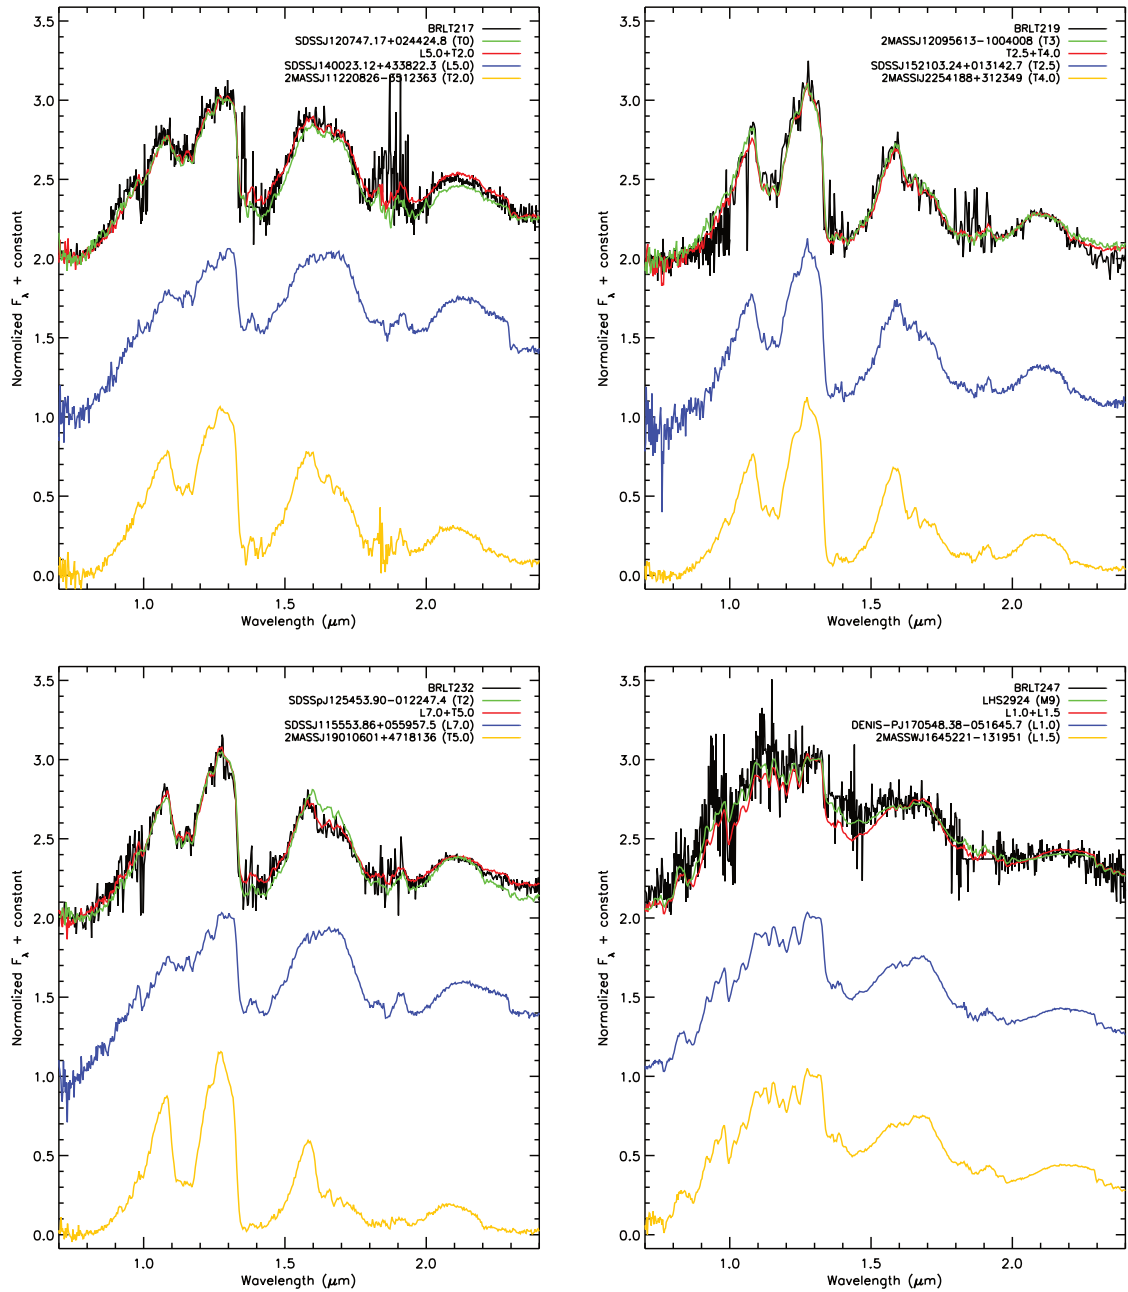 BRLT217
SDSSJ120747.17+024424.8 (T0)
L5.0+T2.0
SDSSJ140023.12+433822.3 (L5.0)
2MASSJ11220826-3512363 (T2.0)
3.5
3.0
2.5
2.0
1.5
1.0
0.5
0.0
Normalized Fλ + constant
1.0 1.5 2.0
Wavelength (μm)
BRLT219
2MASSJ12095613-1004008 (T3)
T2.5+T4.0
SDSSJ152103.24+013142.7 (T2.5)
2MASSIJ2254188+312349 (T4.0)
3.5
3.0
2.5
2.0
1.5
1.0
0.5
0.0
Normalized Fλ + constant
1.0 1.5 2.0
Wavelength (μm)
BRLT232
SDSSpJ125453.90-012247.4 (T2)
L7.0+T5.0
SDSSJ115553.86+055957.5 (L7.0)
2MASSJ19010601+4718136 (T5.0)
3.5
3.0
2.5
2.0
1.5
1.0
0.5
0.0
Normalized Fλ + constant
1.0 1.5 2.0
Wavelength (μm)
BRLT247
LHS2924 (M9)
L1.0+L1.5
DENIS-PJ170548.38-051645.7 (L1.0)
2MASSWJ1645221-131951 (L1.5)
3.5
3.0
2.5
2.0
1.5
1.0
0.5
0.0
Normalized Fλ + constant
1.0 1.5 2.0
Wavelength (μm)